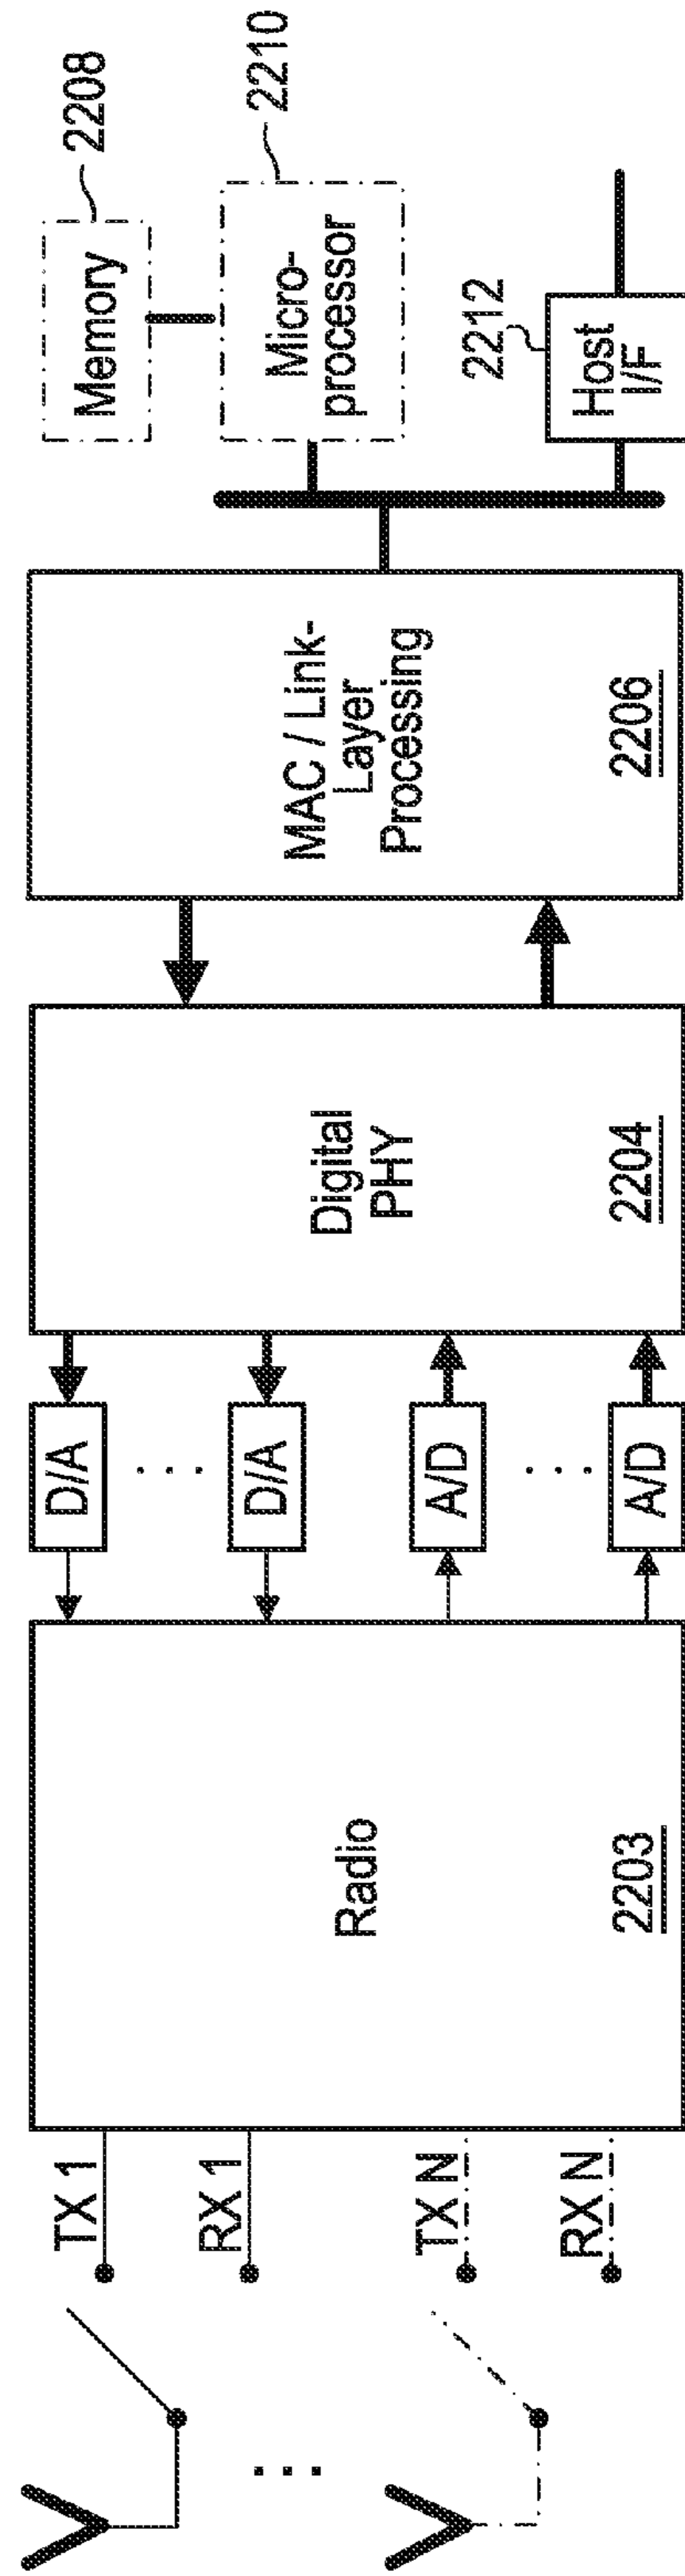 TX 1
RX 1
TX N
RX N
Radio
2203
D/A
D/A
A/D
A/D
Digital
PHY
2204
MAC / Link-
Layer
Processing
2206
Memory
2208
Micro-
processor
2210
2212
Host
I/F